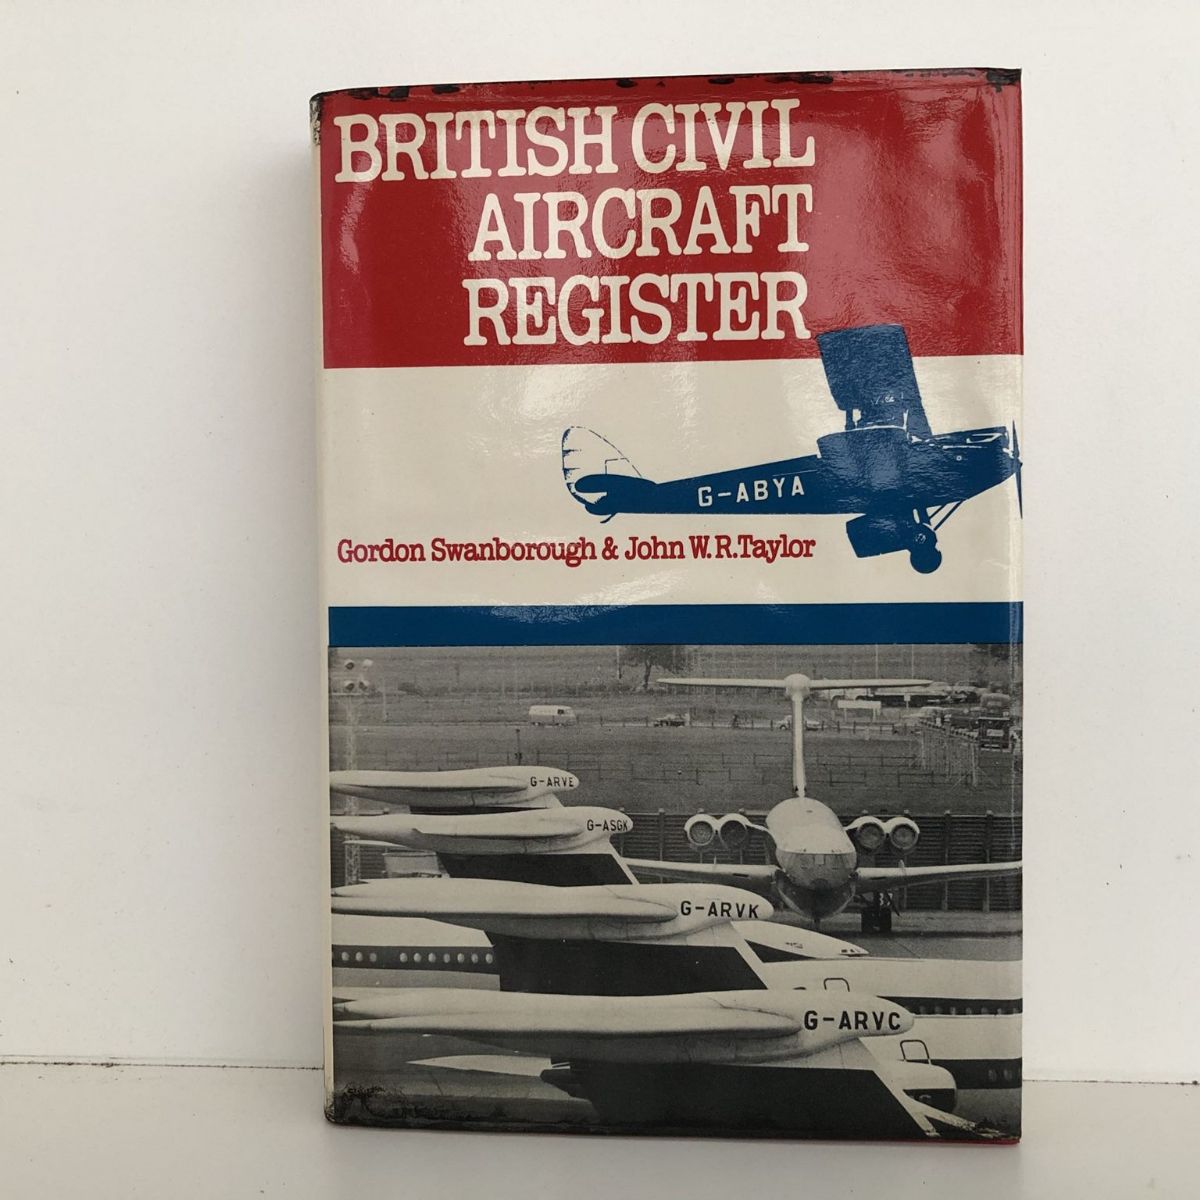 BRITISH CIVIL
AIRCRAFT
REGISTER
G-ABYA
Gordon Swanborough & John W.R.Taylor
G-ARVE
G-ASGK
G-ARVK
G-ARVC